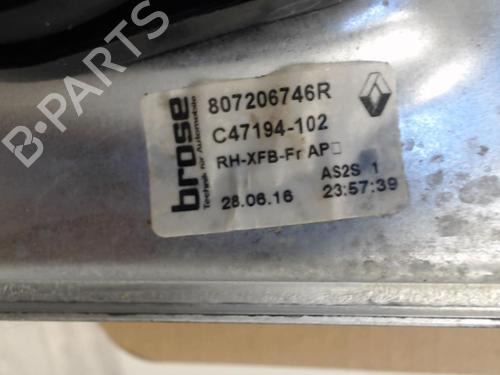 brose
Technik für Automobile
807206746R
C47194-102
RH-XFB-Fr AP□
AS2S 1
28.06.16
23:57:39
B-PARTS